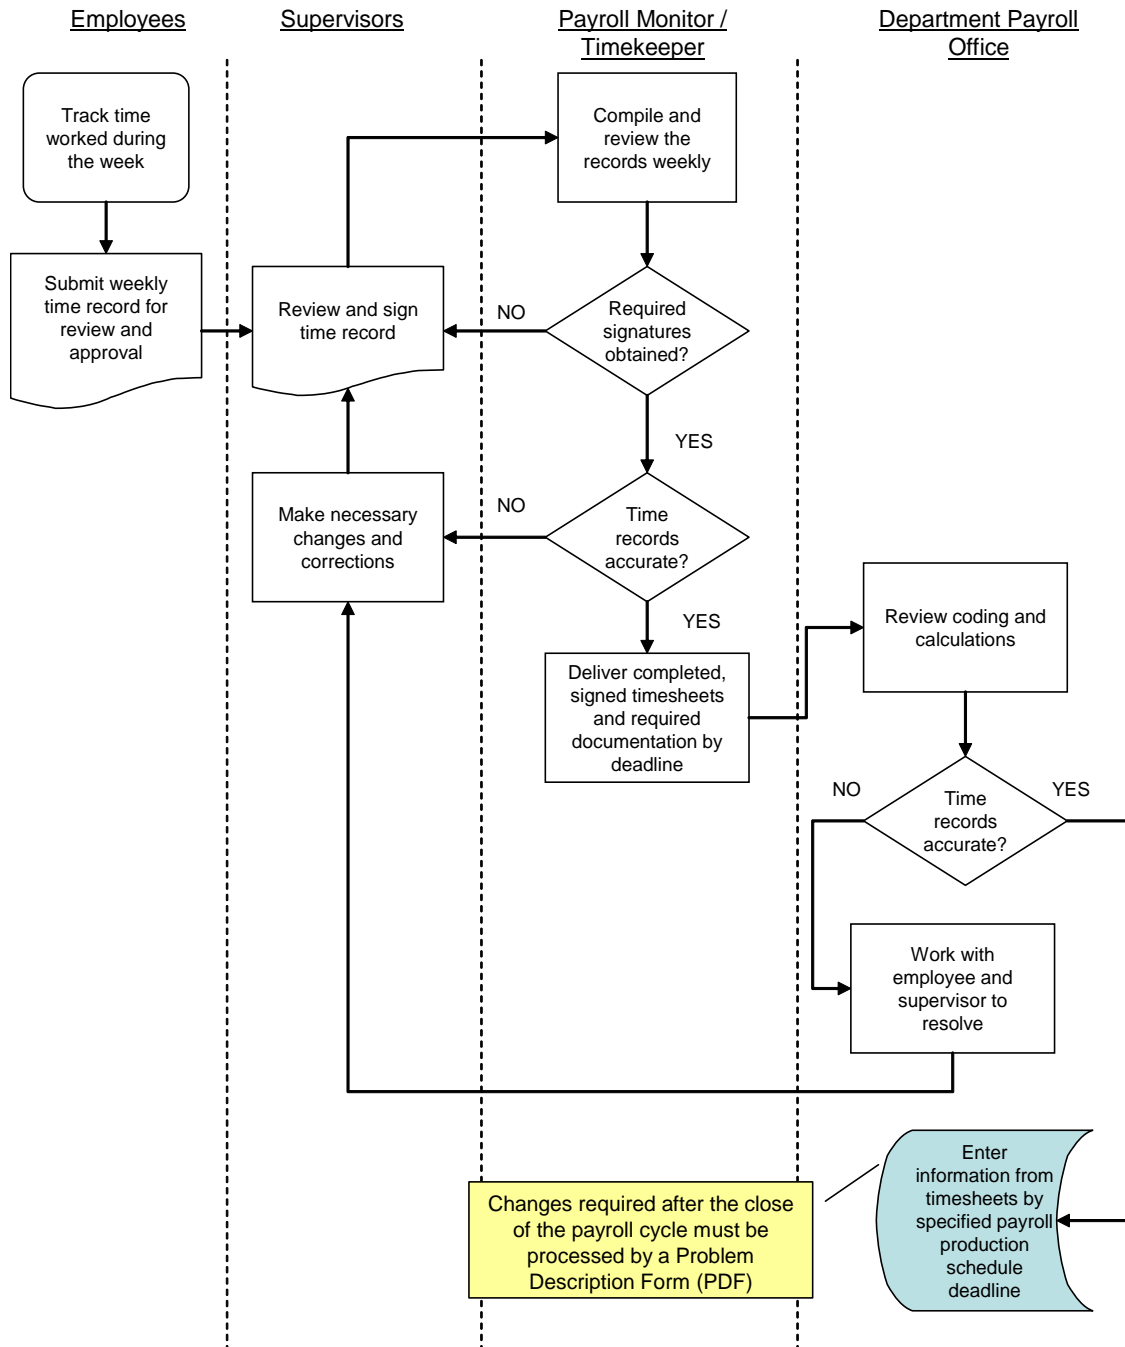 Employees
Supervisors
Payroll Monitor /
Timekeeper
Department Payroll
Office
Track time
worked during
the week
Compile and
review the
records weekly
Submit weekly
time record for
review and
approval
Review and sign
time record
NO
Required
signatures
obtained?
YES
Make necessary
changes and
corrections
NO
Time
records
accurate?
YES
Deliver completed,
signed timesheets
and required
documentation by
deadline
Review coding and
calculations
NO
Time
records
accurate?
YES
Work with
employee and
supervisor to
resolve
Changes required after the close
of the payroll cycle must be
processed by a Problem
Description Form (PDF)
Enter
information from
timesheets by
specified payroll
production
schedule
deadline